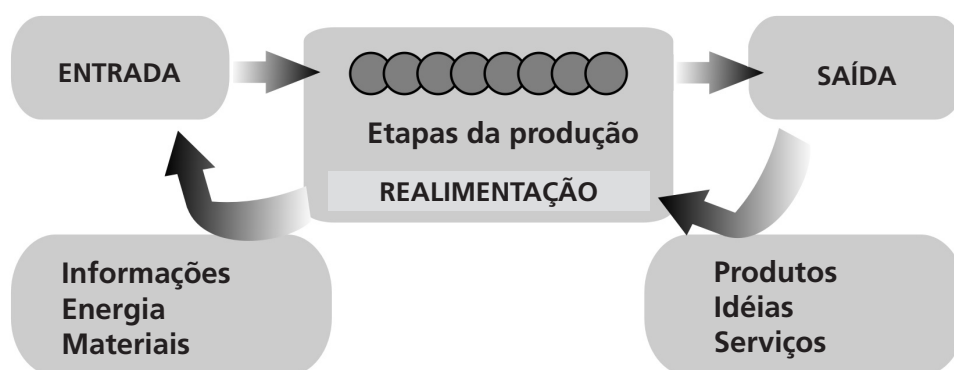 ENTRADA
SAÍDA
Etapas da produção
REALIMENTAÇÃO
Informações
Energia
Materiais
Produtos
Idéias
Serviços